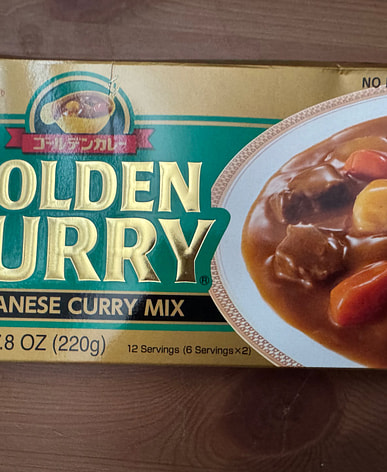 NO
ゴールデンカレー
OLDEN
URRY®
ANESE CURRY MIX
.8 OZ (220g)
12 Servings (6 Servings×2)